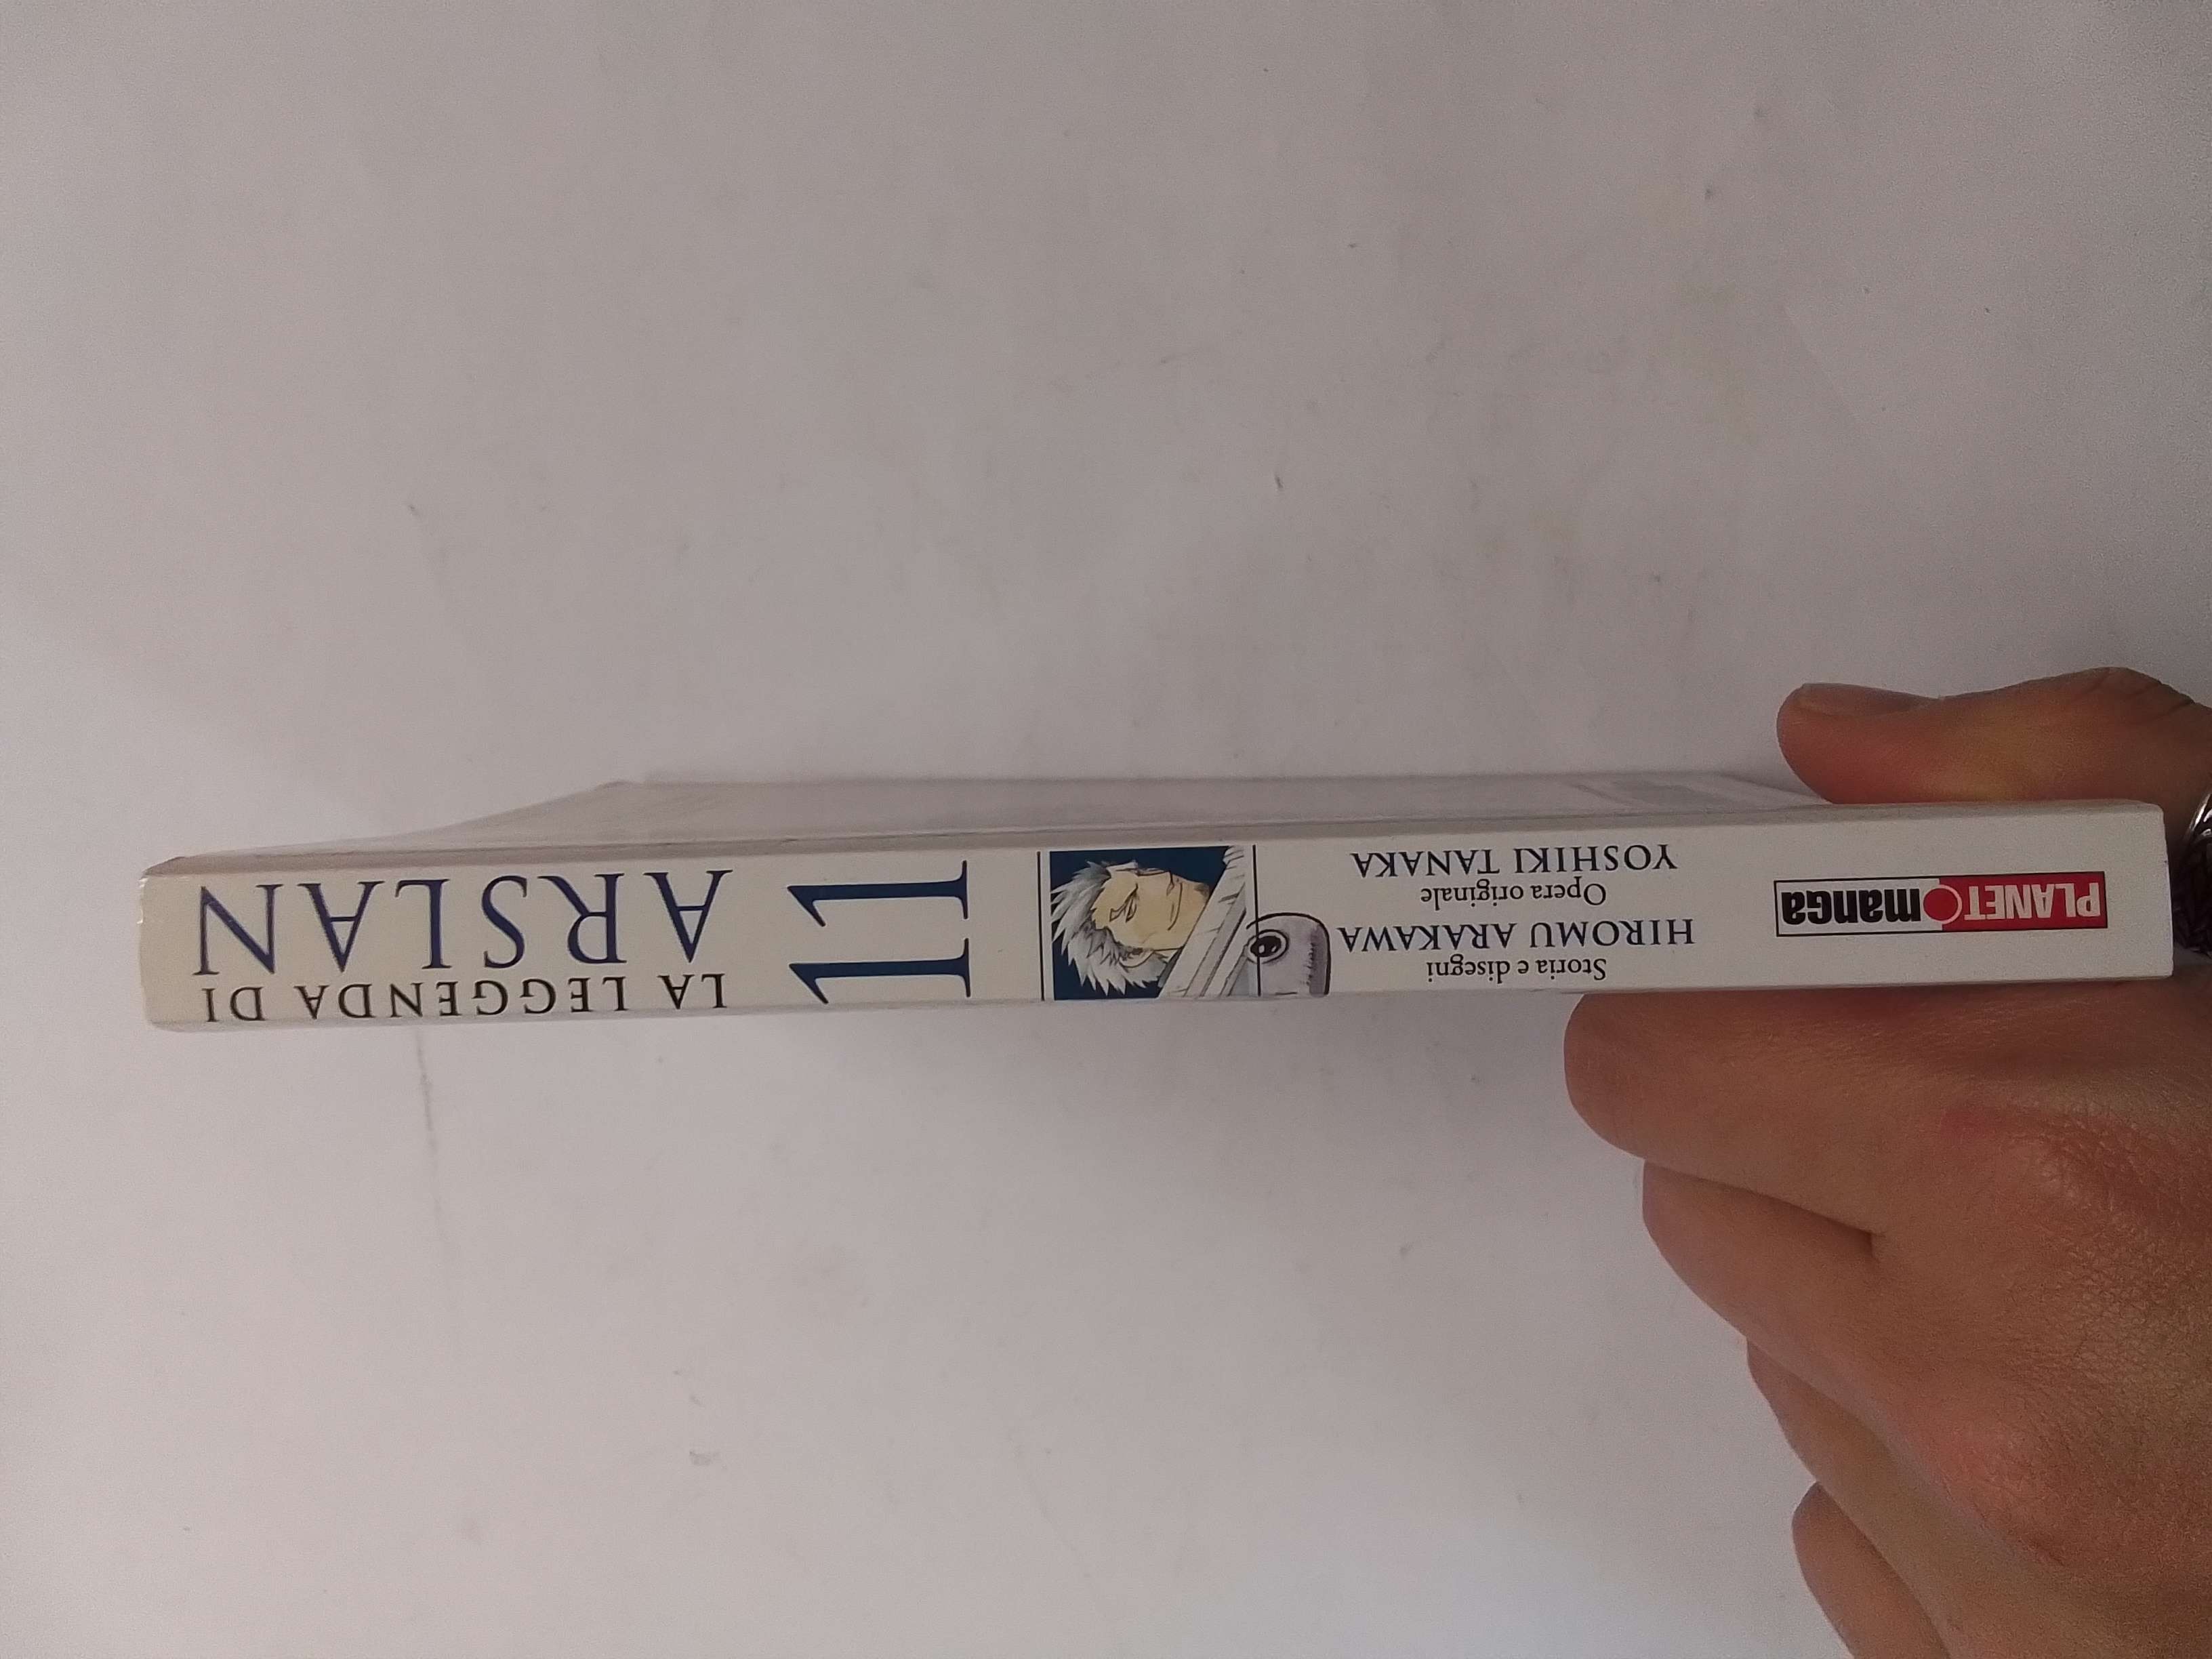 LA LEGGENDA DI
ARSLAN
11
Storia e disegni
HIROMU ARAKAWA
Opera originale
YOSHIKI TANAKA
PLANET manga